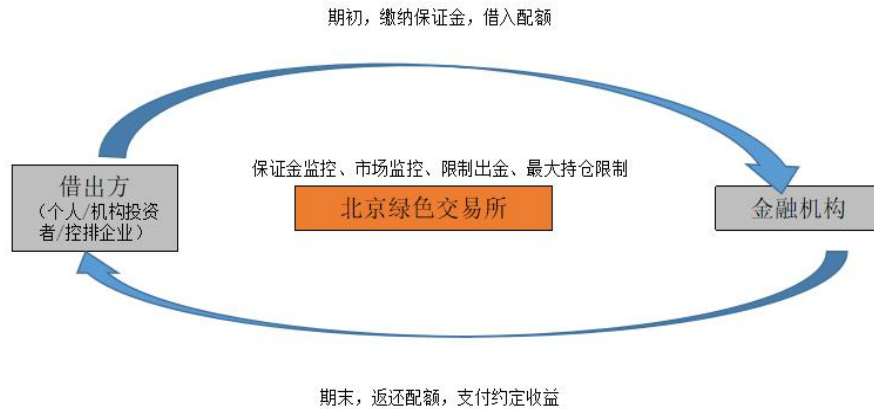 期初，缴纳保证金，借入配额
保证金监控、市场监控、限制出金、最大持仓限制
借出方
（个人/机构投资
者/控排企业）
北京绿色交易所
金融机构
期末，返还配额，支付约定收益